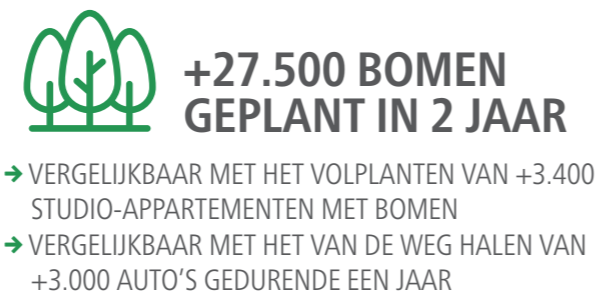 +27.500 BOMEN
GEPLANT IN 2 JAAR
→ VERGELIJKBAAR MET HET VOLPLANTEN VAN +3.400
STUDIO-APPARTEMENTEN MET BOMEN
→ VERGELIJKBAAR MET HET VAN DE WEG HALEN VAN
+3.000 AUTO'S GEDURENDE EEN JAAR